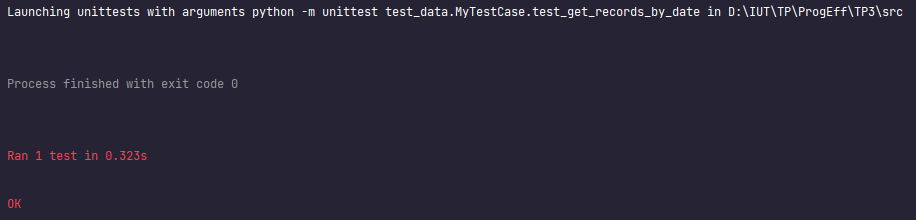 Launching unittests with arguments python -m unittest test_data.MyTestCase.test_get_records_by_date in D:\IUT\TP\ProgEff\TP3\src
Process finished with exit code 0
Ran 1 test in 0.323s
OK